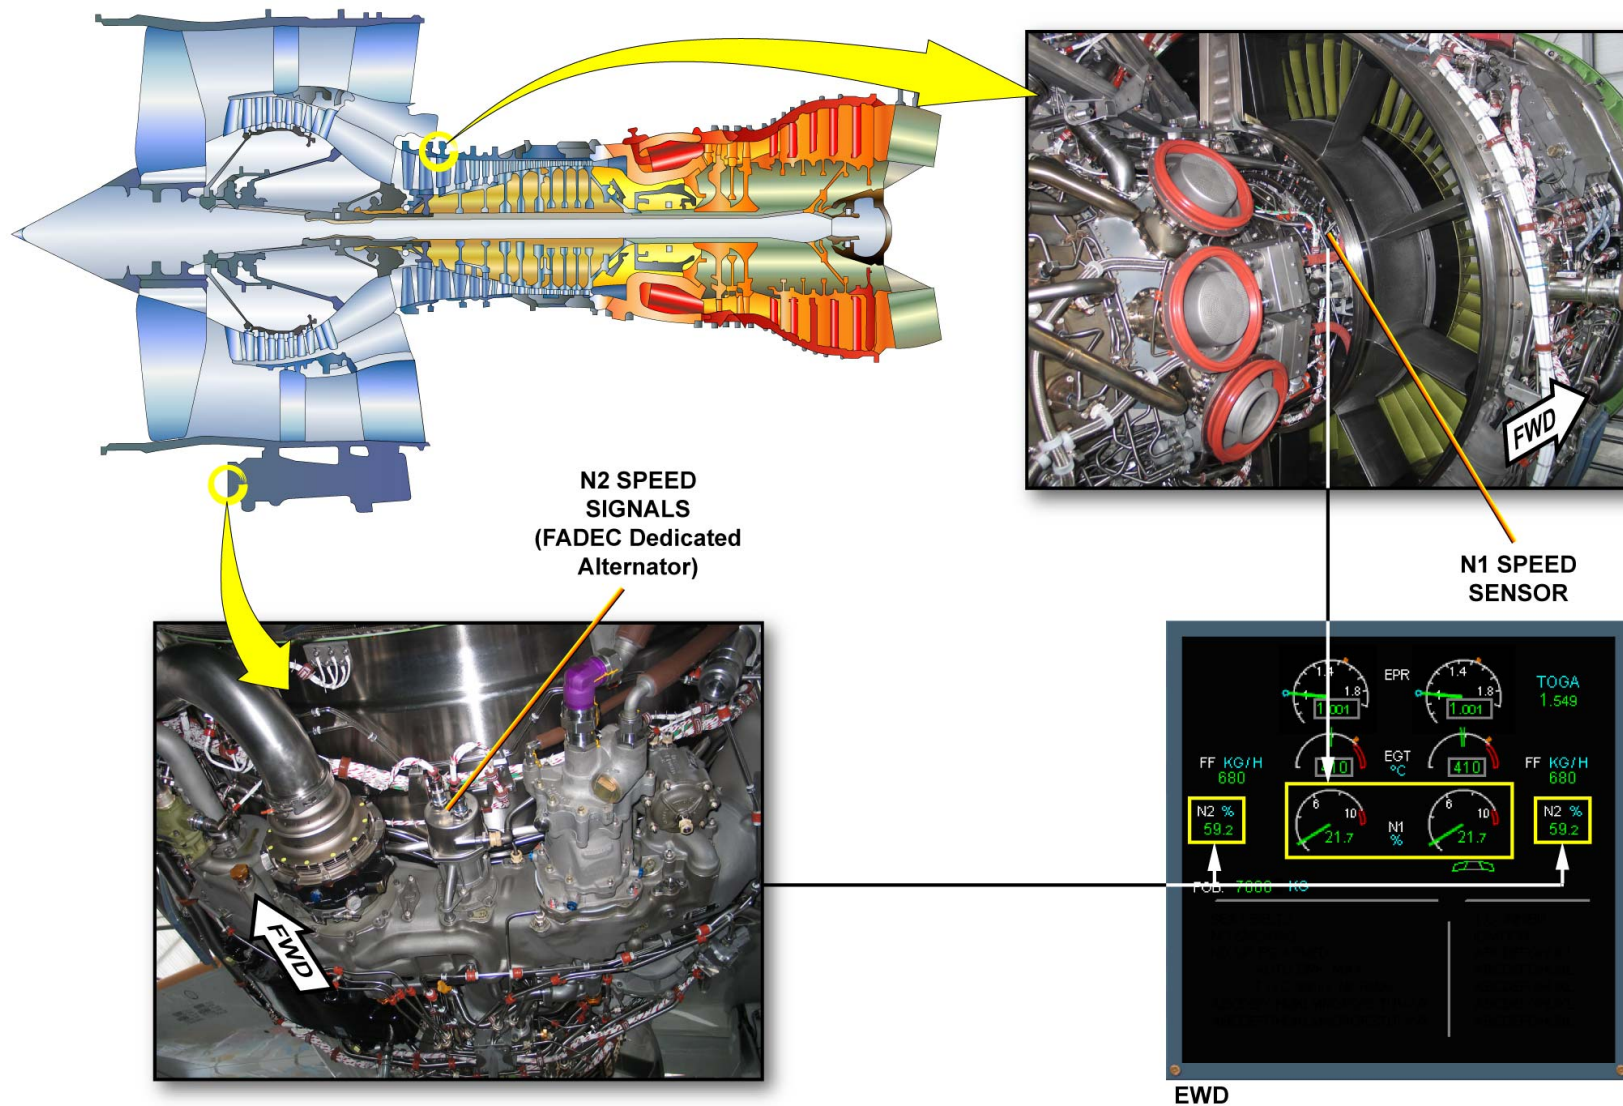 FWD
N2 SPEED
SIGNALS
(FADEC Dedicated
Alternator)
N1 SPEED
SENSOR
FWD
1.4
1.8
1.001
EPR
1.4
1
1.8
1.001
TOGA
1.549
FF KG/H
680
EGT
°C
410
410
FF KG/H
680
N2 %
59.2
6
10
21.7
N1
%
6
10
21.7
N2 %
59.2
KG
EWD